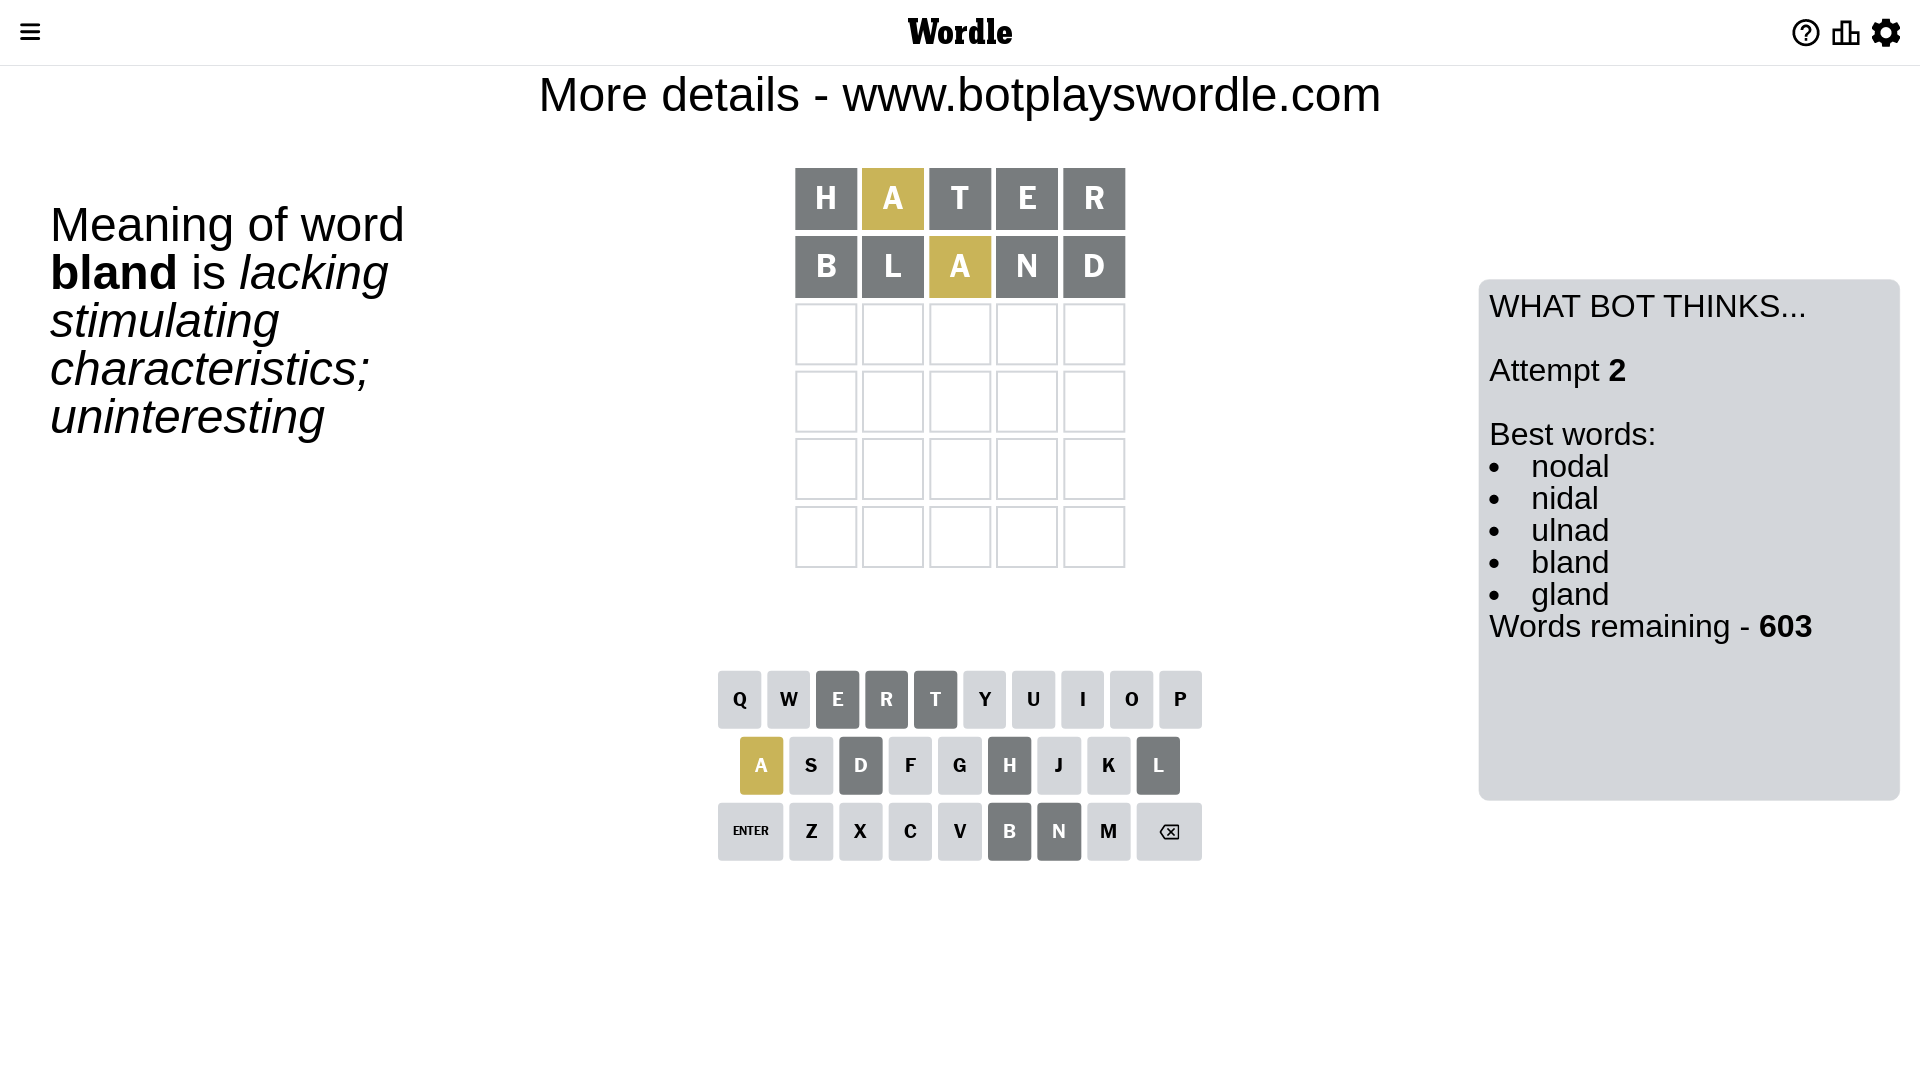 Wordle
More details - www.botplayswordle.com
Meaning of word
bland is lacking
stimulating
characteristics;
uninteresting
H A T E R
B L A N D
WHAT BOT THINKS...
Attempt 2
Best words:
• nodal
• nidal
• ulnad
• bland
• gland
Words remaining - 603
Q W E R T Y U I O P
A S D F G H J K L
ENTER Z X C V B N M